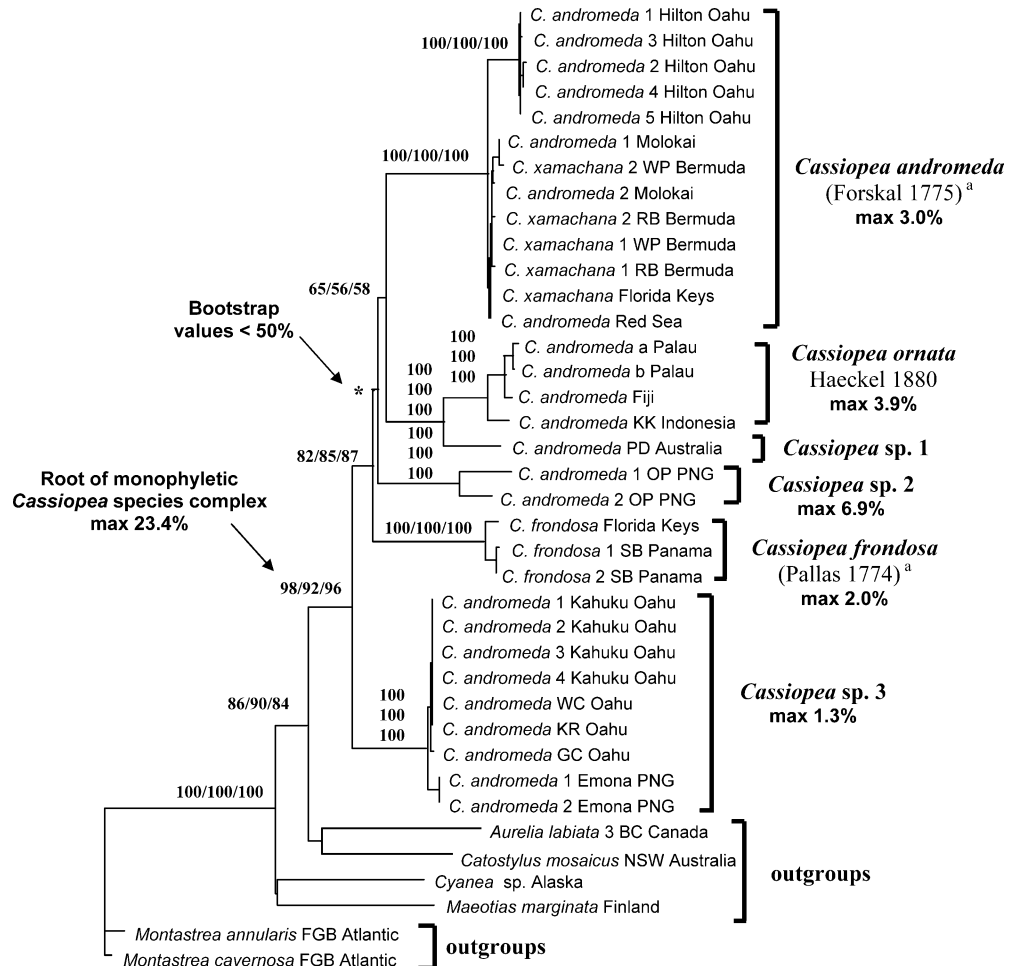 C. andromeda 1 Hilton Oahu
C. andromeda 3 Hilton Oahu
100/100/100
C. andromeda 2 Hilton Oahu
C. andromeda 4 Hilton Oahu
C. andromeda 5 Hilton Oahu
C. andromeda 1 Molokai
100/100/100
C. xamachana 2 WP Bermuda
C. andromeda 2 Molokai
C. xamachana 2 RB Bermuda
C. xamachana 1 WP Bermuda
C. xamachana 1 RB Bermuda
C. xamachana Florida Keys
C. andromeda Red Sea
Cassiopea andromeda
(Forskal 1775) a
max 3.0%
65/56/58
Bootstrap
values < 50%
*
100
100
100
C. andromeda a Palau
C. andromeda b Palau
C. andromeda Fiji
C. andromeda KK Indonesia
Cassiopea ornata
Haeckel 1880
max 3.9%
100
100
100
C. andromeda PD Australia
Cassiopea sp. 1
100
100
100
C. andromeda 1 OP PNG
C. andromeda 2 OP PNG
Cassiopea sp. 2
max 6.9%
82/85/87
Root of monophyletic
Cassiopea species complex
max 23.4%
100/100/100
C. frondosa Florida Keys
C. frondosa 1 SB Panama
C. frondosa 2 SB Panama
Cassiopea frondosa
(Pallas 1774) a
max 2.0%
98/92/96
C. andromeda 1 Kahuku Oahu
C. andromeda 2 Kahuku Oahu
C. andromeda 3 Kahuku Oahu
C. andromeda 4 Kahuku Oahu
C. andromeda WC Oahu
C. andromeda KR Oahu
C. andromeda GC Oahu
C. andromeda 1 Emona PNG
C. andromeda 2 Emona PNG
Cassiopea sp. 3
max 1.3%
100
100
100
86/90/84
100/100/100
Aurelia labiata 3 BC Canada
Catostylus mosaicus NSW Australia
Cyanea sp. Alaska
Maeotias marginata Finland
outgroups
Montastrea annularis FGB Atlantic
Montastrea cavernosa FGB Atlantic
outgroups